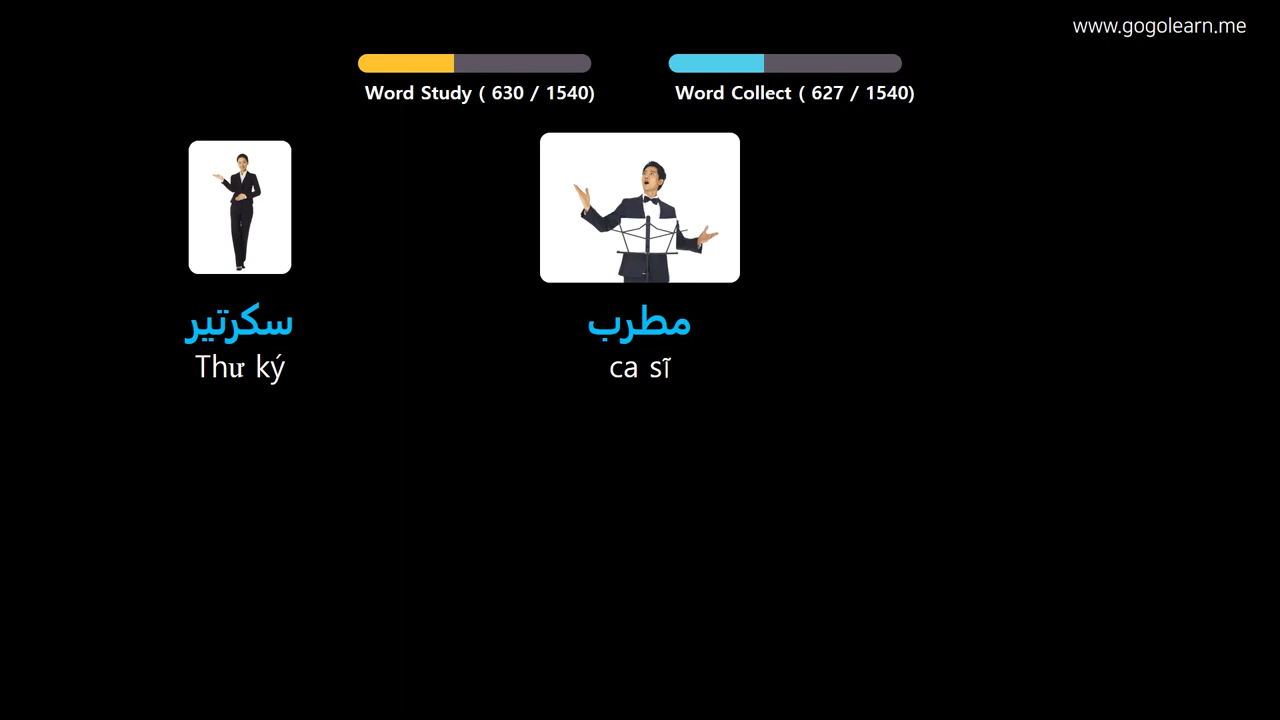 www.gogolearn.me
Word Study ( 630 / 1540)
Word Collect ( 627 / 1540)
سكرتير
Thư ký
مطرب
ca sĩ